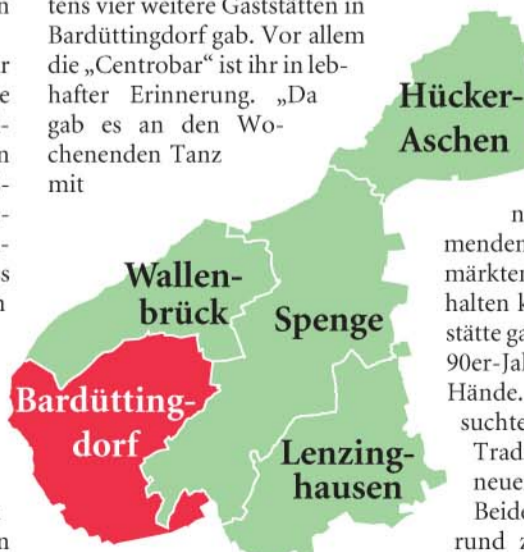 tens vier weitere Gaststätten in
Bardüttingdorf gab. Vor allem
die „Centrobar“ ist ihr in leb-
hafter Erinnerung. „Da
gab es an den Wo-
chenenden Tanz
mit
Hücker-
Aschen
Wallen-
brück
Spenge
Bardütting-
dorf
Lenzing-
hausen
menden
märkten
halten k
stätte ga
90er-Jah
Hände.
suchte
Trad
neue
Beide
rund z